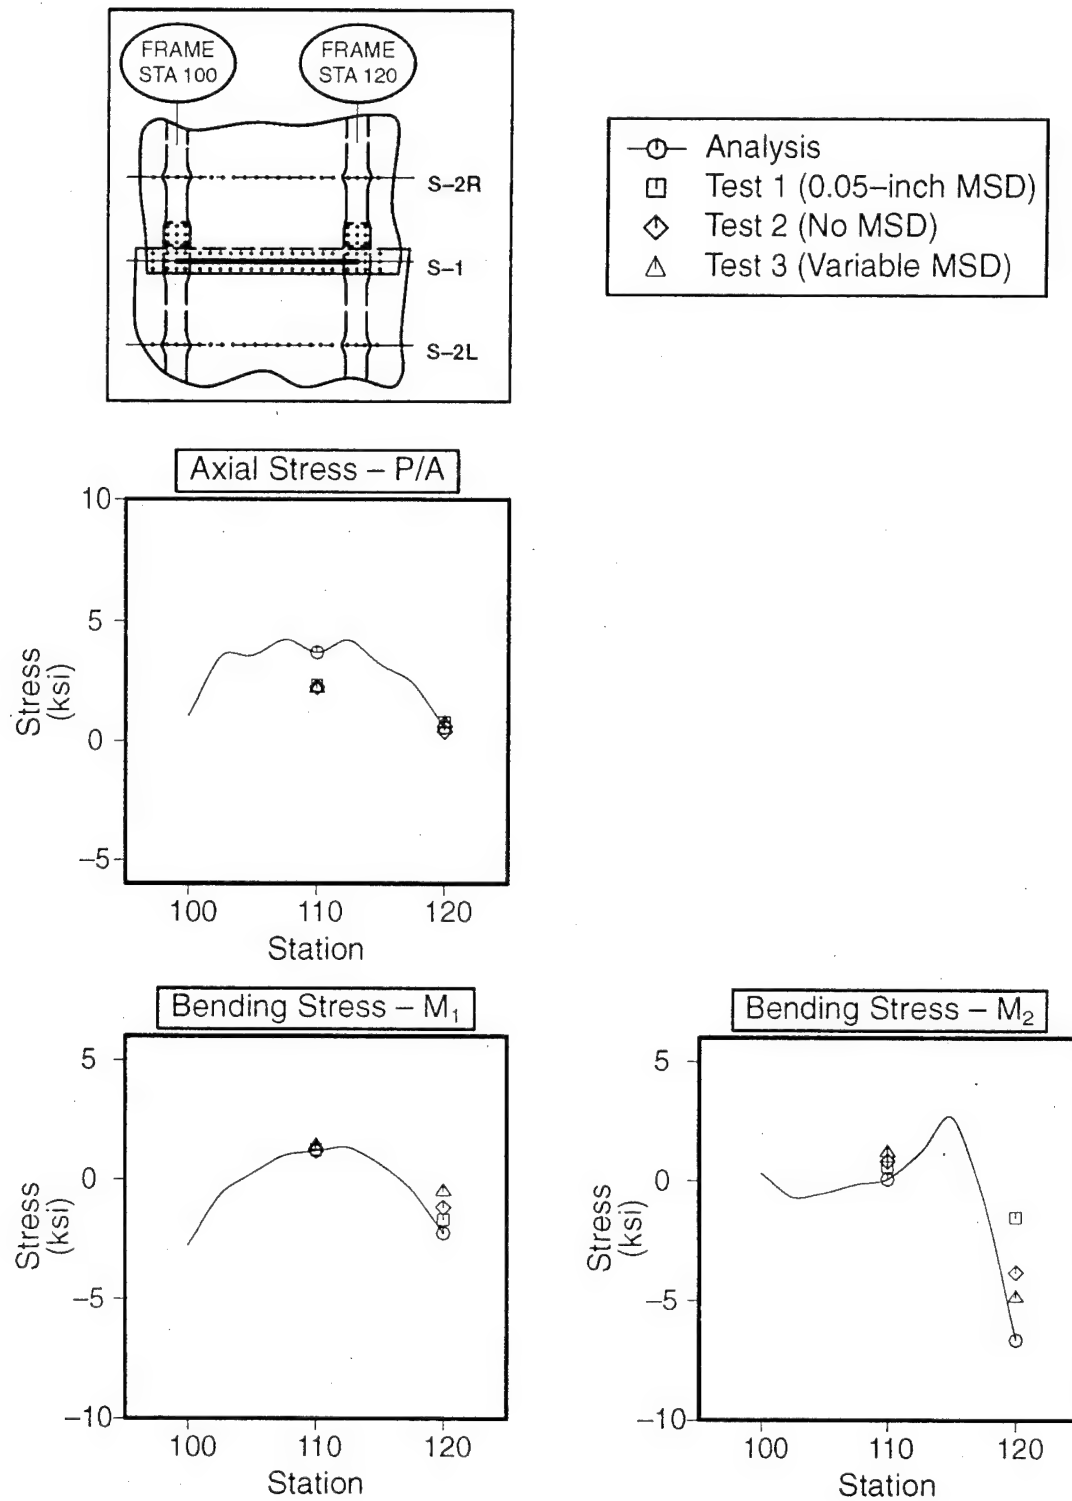 FRAME
STA 100
FRAME
STA 120
S–2R
S–1
S–2L
Analysis
Test 1 (0.05–inch MSD)
Test 2 (No MSD)
Test 3 (Variable MSD)
Axial Stress – P/A
10
5
0
–5
Stress
(ksi)
100 110 120
Station
Bending Stress – M₁
5
0
–5
–10
Stress
(ksi)
100 110 120
Station
Bending Stress – M₂
5
0
–5
–10
Stress
(ksi)
100 110 120
Station